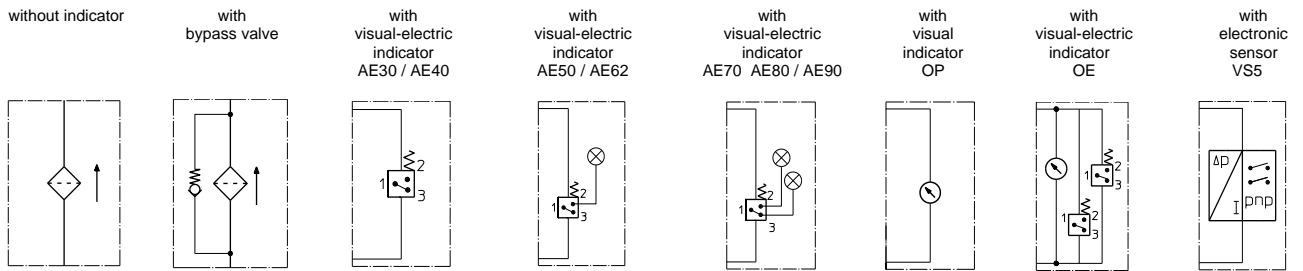 without indicator
with
bypass valve
with
visual-electric
indicator
AE30 / AE40
with
visual-electric
indicator
AE50 / AE62
with
visual-electric
indicator
AE70 AE80 / AE90
with
visual
indicator
OP
with
visual-electric
indicator
OE
with
electronic
sensor
VS5
2
1
3
2
1
3
2
1
3
2
1
3
2
1
3
Δp
I
pnp